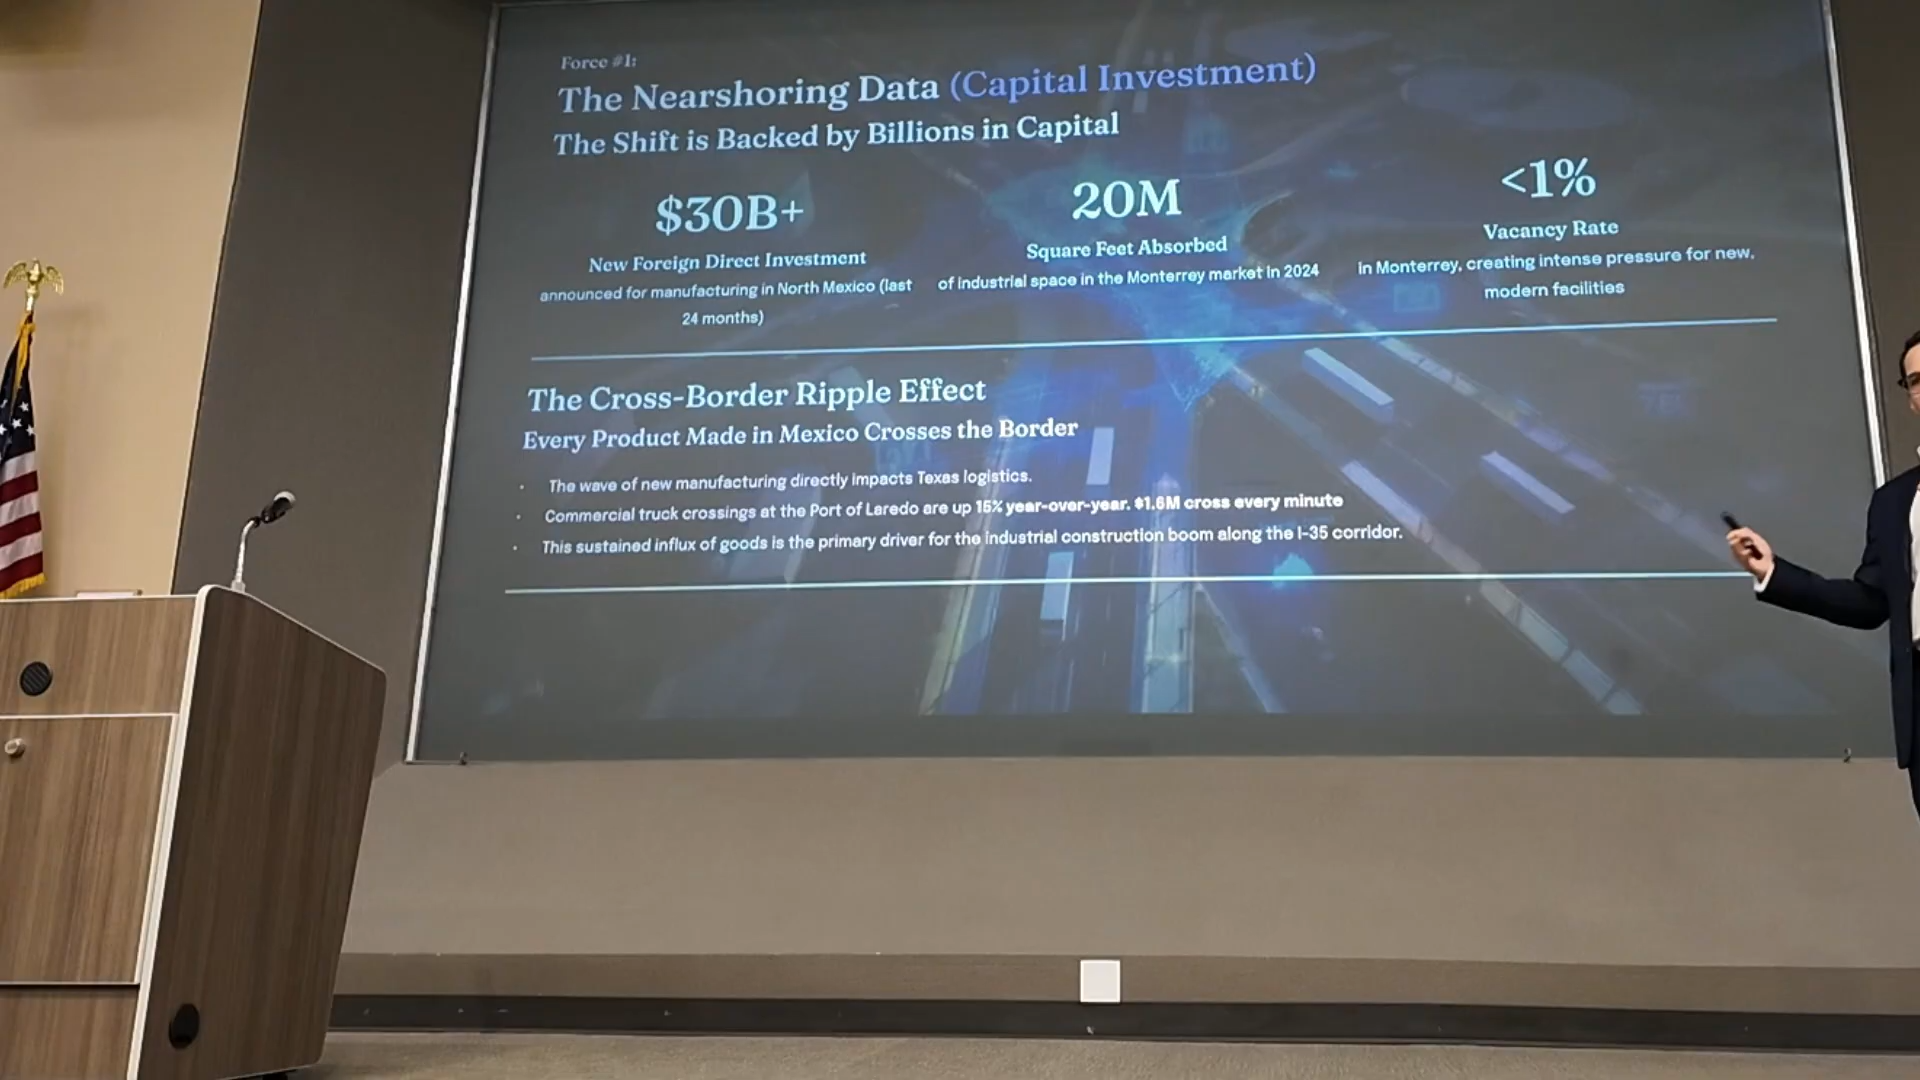 Force #1:
The Nearshoring Data (Capital Investment)
The Shift is Backed by Billions in Capital
$30B+
New Foreign Direct Investment
announced for manufacturing in North Mexico (last
24 months)
20M
Square Feet Absorbed
of industrial space in the Monterrey market in 2024
<1%
Vacancy Rate
in Monterrey, creating intense pressure for new,
modern facilities
The Cross-Border Ripple Effect
Every Product Made in Mexico Crosses the Border
· The wave of new manufacturing directly impacts Texas logistics.
· Commercial truck crossings at the Port of Laredo are up 15% year-over-year. $1.6M cross every minute
· This sustained influx of goods is the primary driver for the industrial construction boom along the I-35 corridor.